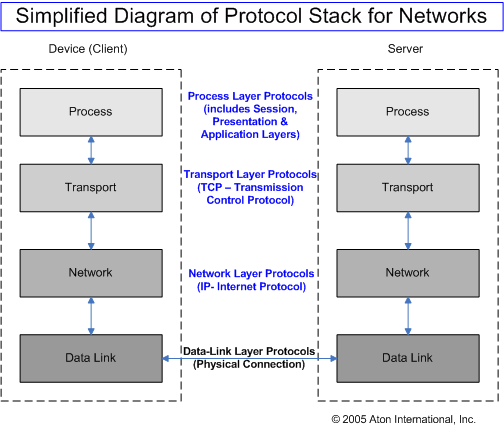 Simplified Diagram of Protocol Stack for Networks
Device (Client)
Server
Process
Process Layer Protocols
(includes Session,
Presentation &
Application Layers)
Process
Transport
Transport Layer Protocols
(TCP – Transmission
Control Protocol)
Transport
Network
Network Layer Protocols
(IP- Internet Protocol)
Network
Data Link
Data-Link Layer Protocols
(Physical Connection)
Data Link
© 2005 Aton International, Inc.